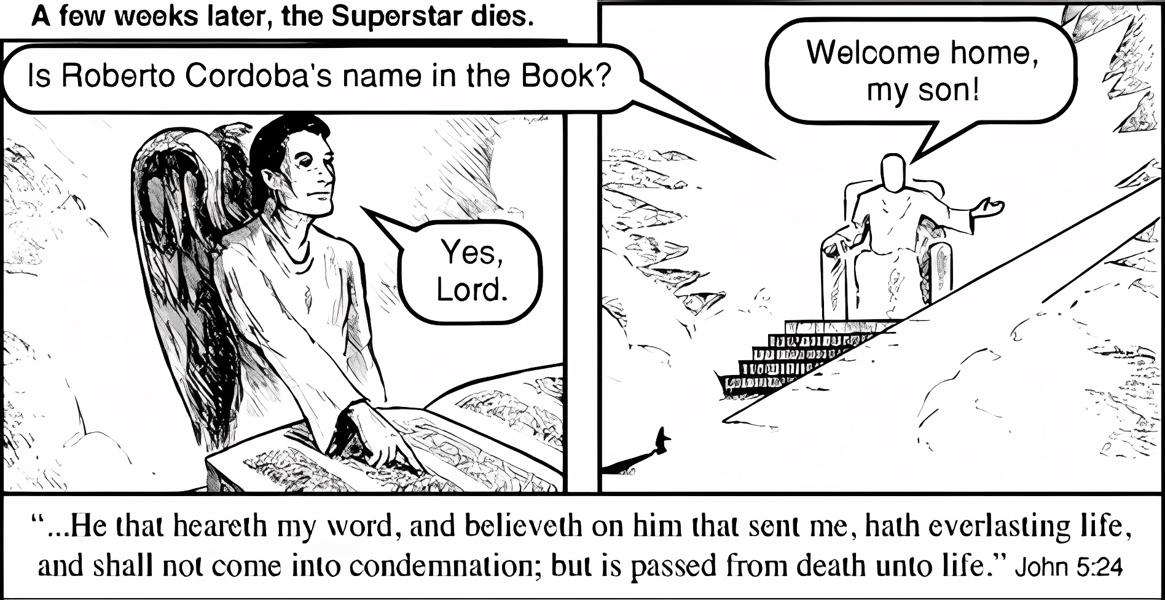 A few weeks later, the Superstar dies.
Is Roberto Cordoba's name in the Book?
Yes,
Lord.
Welcome home,
my son!
“...He that heareth my word, and believeth on him that sent me, hath everlasting life,
and shall not come into condemnation; but is passed from death unto life.” John 5:24